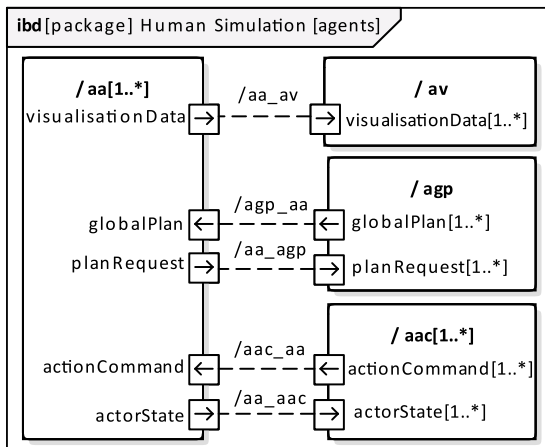 ibd[package] Human Simulation [agents]
/ aa[1..*]
visualisationData
/aa_av
/ av
visualisationData[1..*]
globalPlan
/agp_aa
/ agp
globalPlan[1..*]
planRequest
/aa_agp
planRequest[1..*]
actionCommand
/aac_aa
/ aac[1..*]
actionCommand[1..*]
actorState
/aa_aac
actorState[1..*]